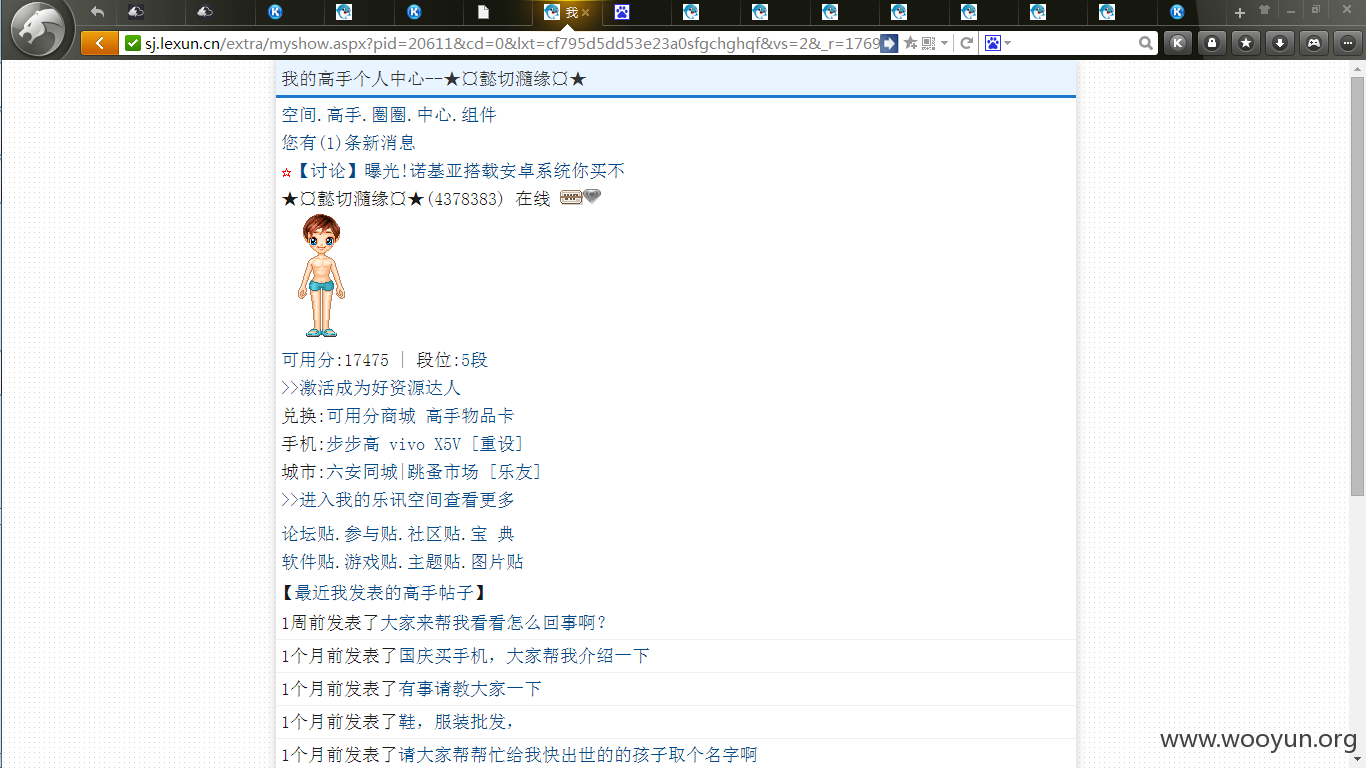 我
sj.lexun.cn/extra/myshow.aspx?pid=20611&cd=0&lxt=cf795d5dd53e23a0sfgchghqf&vs=2&_r=1769
我的高手个人中心--★¤懿切瀡缘¤★
空间.高手.圈圈.中心.组件
您有(1)条新消息
☆【讨论】曝光!诺基亚搭载安卓系统你买不
★¤懿切瀡缘¤★(4378383) 在线 VIP
可用分:17475 | 段位:5段
>>激活成为好资源达人
兑换:可用分商城 高手物品卡
手机:步步高 vivo X5V [重设]
城市:六安同城|跳蚤市场 [乐友]
>>进入我的乐讯空间查看更多
论坛贴.参与贴.社区贴.宝 典
软件贴.游戏贴.主题贴.图片贴
【最近我发表的高手帖子】
1周前发表了大家来帮我看看怎么回事啊?
1个月前发表了国庆买手机，大家帮我介绍一下
1个月前发表了有事请教大家一下
1个月前发表了鞋，服装批发，
1个月前发表了请大家帮帮忙给我快出世的的孩子取个名字啊
www.wooyun.org